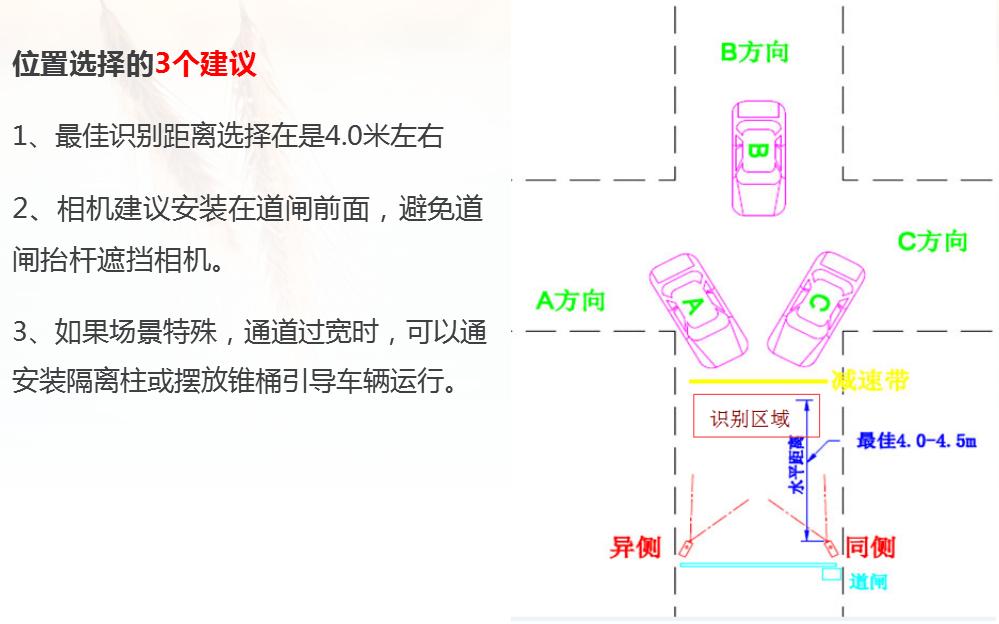 位置选择的3个建议
1、最佳识别距离选择在是4.0米左右
2、相机建议安装在道闸前面，避免道
闸抬杆遮挡相机。
3、如果场景特殊，通道过宽时，可以通
安装隔离柱或摆放锥桶引导车辆运行。
B方向
B
C方向
A方向
A
C
减速带
识别区域
最佳4.0-4.5m
水平距离
异侧
同侧
道闸